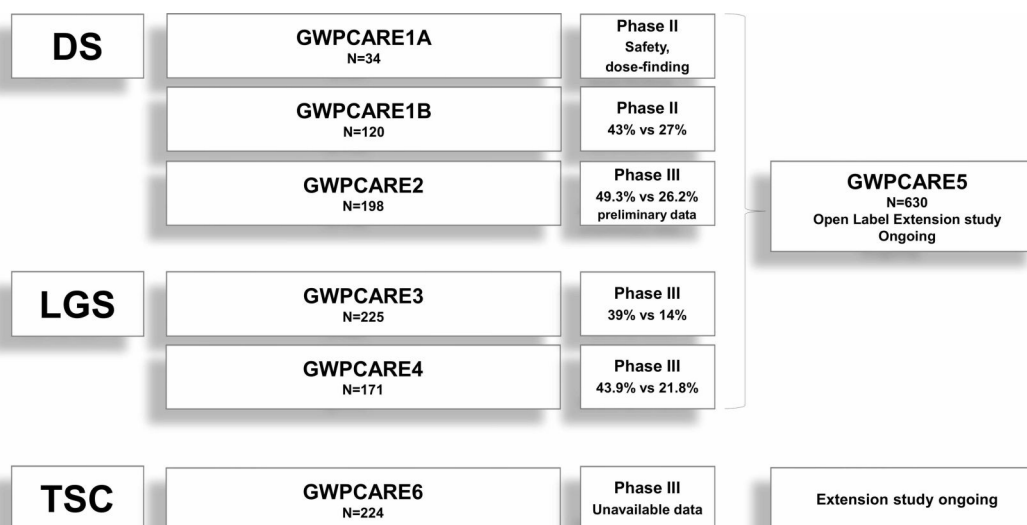 DS
GWPCARE1A
N=34
Phase II
Safety,
dose-finding
GWPCARE1B
N=120
Phase II
43% vs 27%
GWPCARE2
N=198
Phase III
49.3% vs 26.2%
preliminary data
GWPCARE5
N=630
Open Label Extension study
Ongoing
LGS
GWPCARE3
N=225
Phase III
39% vs 14%
GWPCARE4
N=171
Phase III
43.9% vs 21.8%
TSC
GWPCARE6
N=224
Phase III
Unavailable data
Extension study ongoing